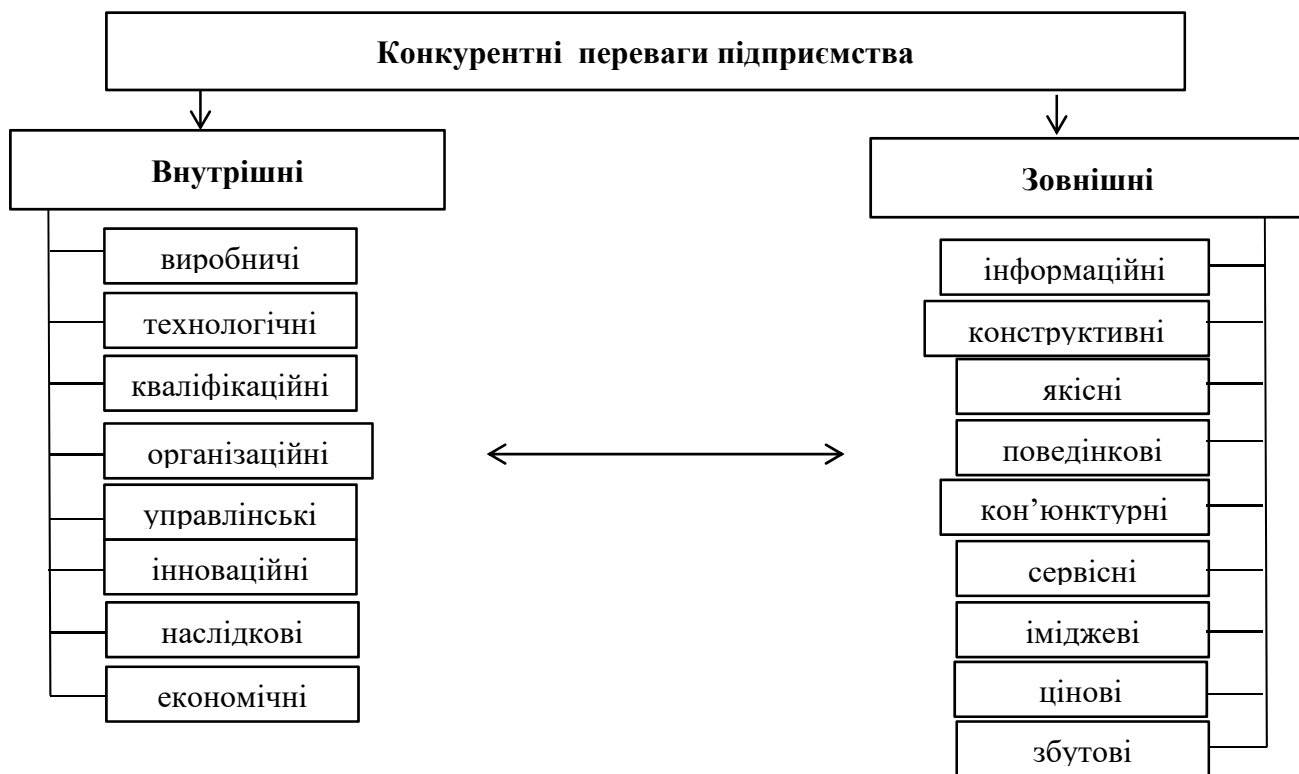 Конкурентні переваги підприємства
Внутрішні
виробничі
технологічні
кваліфікаційні
організаційні
управлінські
інноваційні
наслідкові
економічні
Зовнішні
інформаційні
конструктивні
якісні
поведінкові
кон’юнктурні
сервісні
іміджеві
цінові
збутові